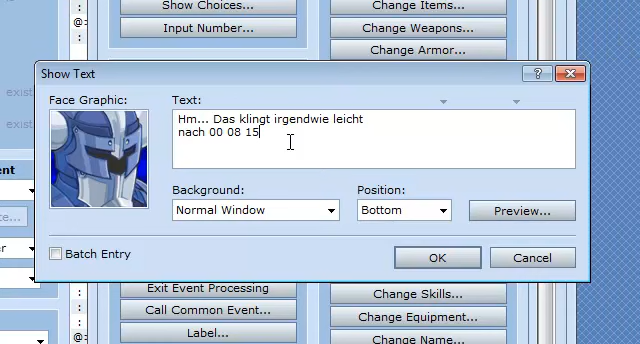 Show Choices...
Change Items...
Input Number...
Change Weapons...
Change Armor...
Show Text
Face Graphic:
Text:
Hm... Das klingt irgendwie leicht
nach 00 08 15
Background:
Position:
Normal Window
Bottom
Preview...
Batch Entry
OK
Cancel
Exit Event Processing
Change Skills...
Call Common Event...
Change Equipment...
Label...
Change Name...